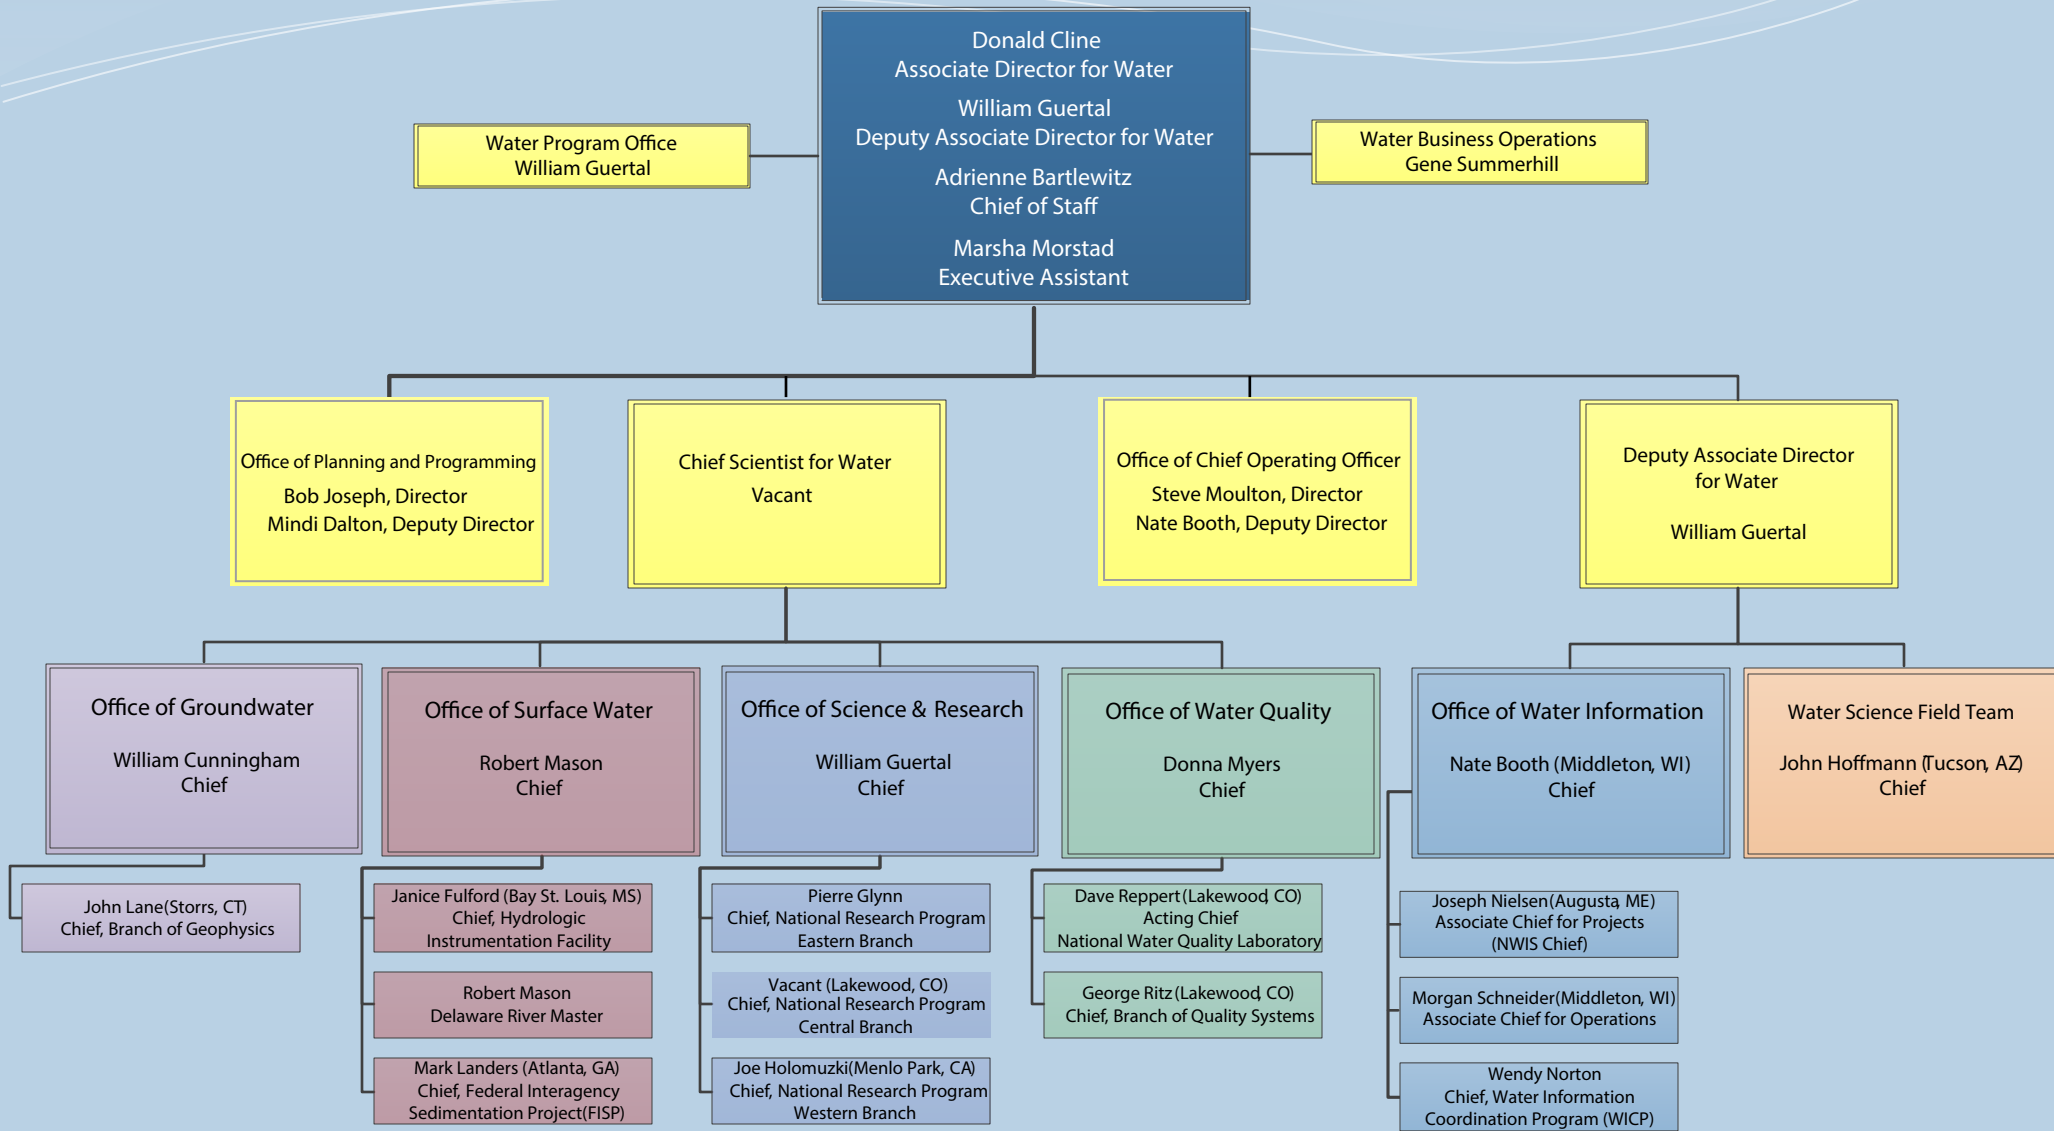 Donald Cline
Associate Director for Water
William Guertal
Deputy Associate Director for Water
Adrienne Bartlewitz
Chief of Staff
Marsha Morstad
Executive Assistant
Water Program Office
William Guertal
Water Business Operations
Gene Summerhill
Office of Planning and Programming
Bob Joseph, Director
Mindi Dalton, Deputy Director
Chief Scientist for Water
Vacant
Office of Chief Operating Officer
Steve Moulton, Director
Nate Booth, Deputy Director
Deputy Associate Director
for Water
William Guertal
Office of Groundwater
William Cunningham
Chief
Office of Surface Water
Robert Mason
Chief
Office of Science & Research
William Guertal
Chief
Office of Water Quality
Donna Myers
Chief
Office of Water Information
Nate Booth (Middleton, WI)
Chief
Water Science Field Team
John Hoffmann (Tucson, AZ)
Chief
John Lane(Storrs, CT)
Chief, Branch of Geophysics
Janice Fulford (Bay St. Louis, MS)
Chief, Hydrologic
Instrumentation Facility
Robert Mason
Delaware River Master
Mark Landers (Atlanta, GA)
Chief, Federal Interagency
Sedimentation Project(FISP)
Pierre Glynn
Chief, National Research Program
Eastern Branch
Vacant (Lakewood, CO)
Chief, National Research Program
Central Branch
Joe Holomuzki(Menlo Park, CA)
Chief, National Research Program
Western Branch
Dave Reppert(Lakewood, CO)
Acting Chief
National Water Quality Laboratory
George Ritz(Lakewood, CO)
Chief, Branch of Quality Systems
Joseph Nielsen(Augusta, ME)
Associate Chief for Projects
(NWIS Chief)
Morgan Schneider(Middleton, WI)
Associate Chief for Operations
Wendy Norton
Chief, Water Information
Coordination Program (WICP)